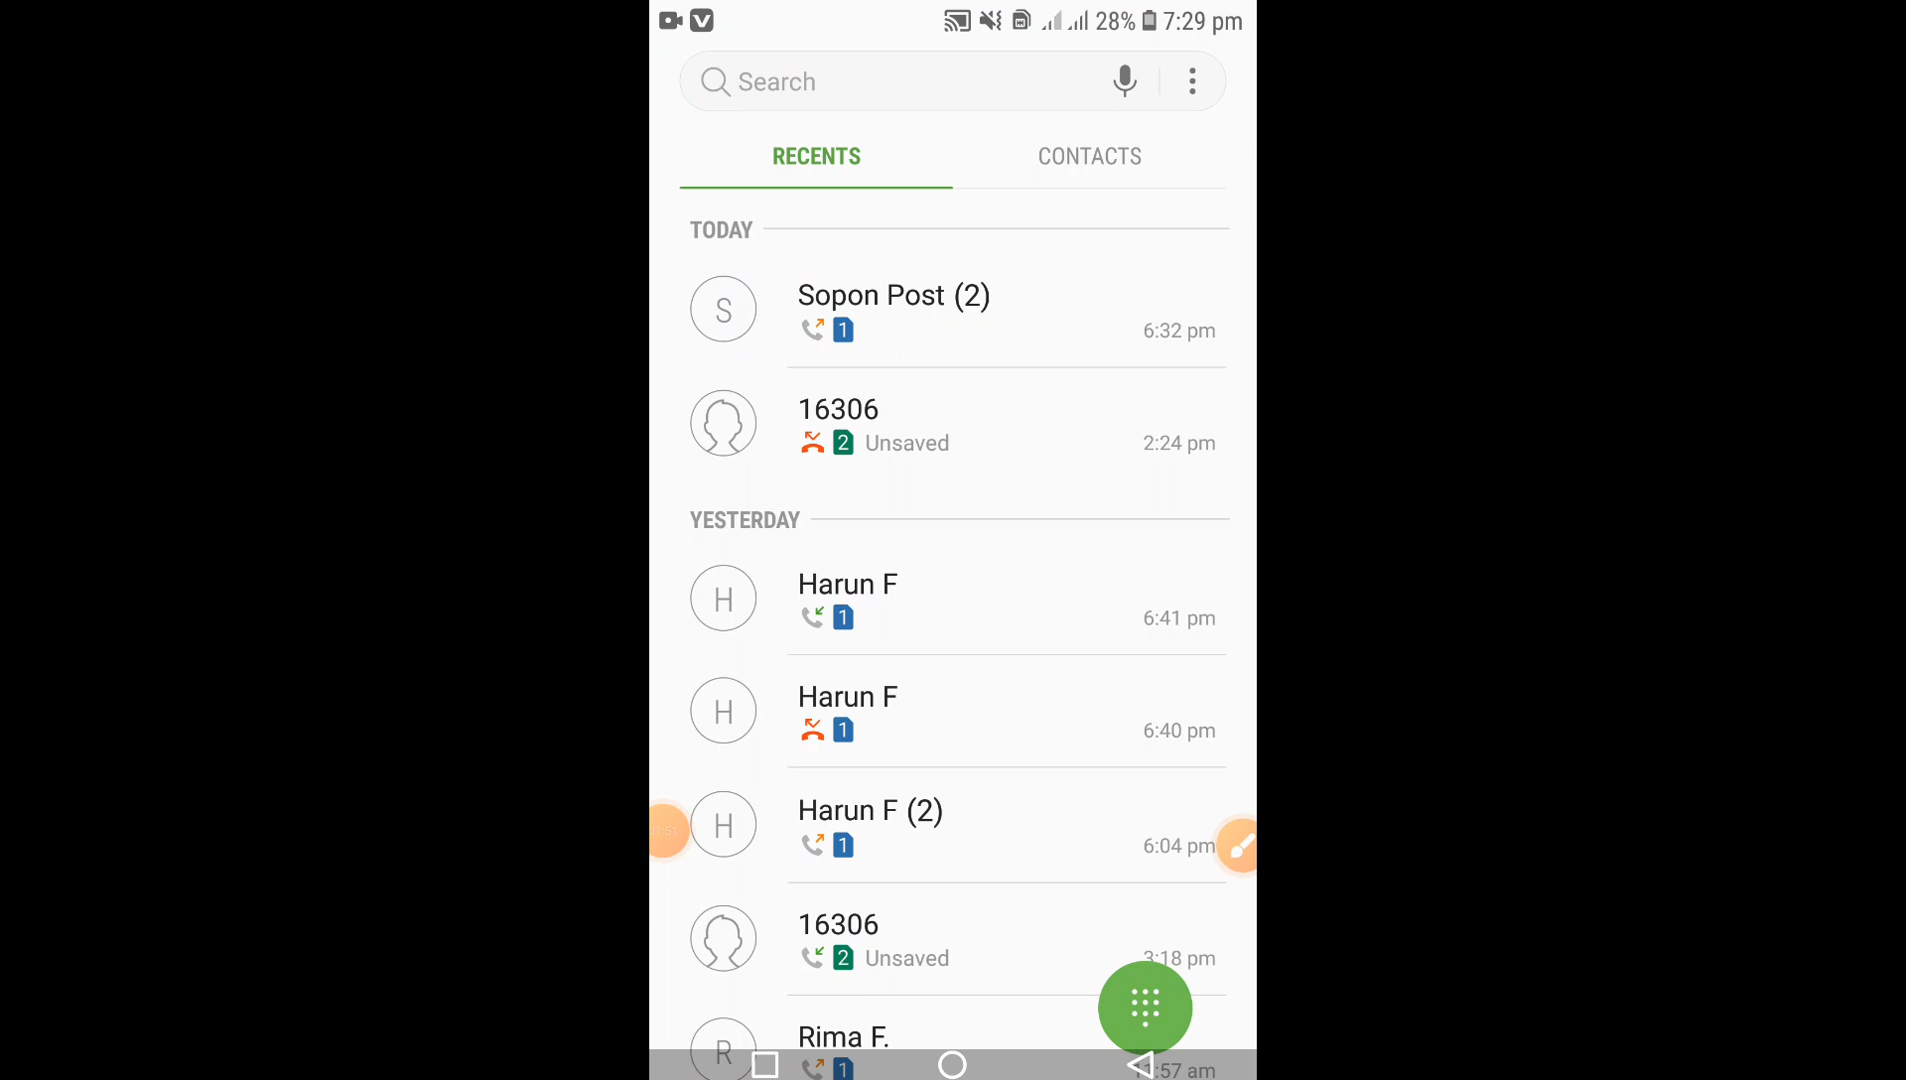 28% 7:29 pm
Search
RECENTS CONTACTS
TODAY
S Sopon Post (2)
1 6:32 pm
16306
2 Unsaved 2:24 pm
YESTERDAY
H Harun F
1 6:41 pm
H Harun F
1 6:40 pm
H Harun F (2)
1 6:04 pm
16306
2 Unsaved 3:18 pm
R Rima F.
1 :57 am